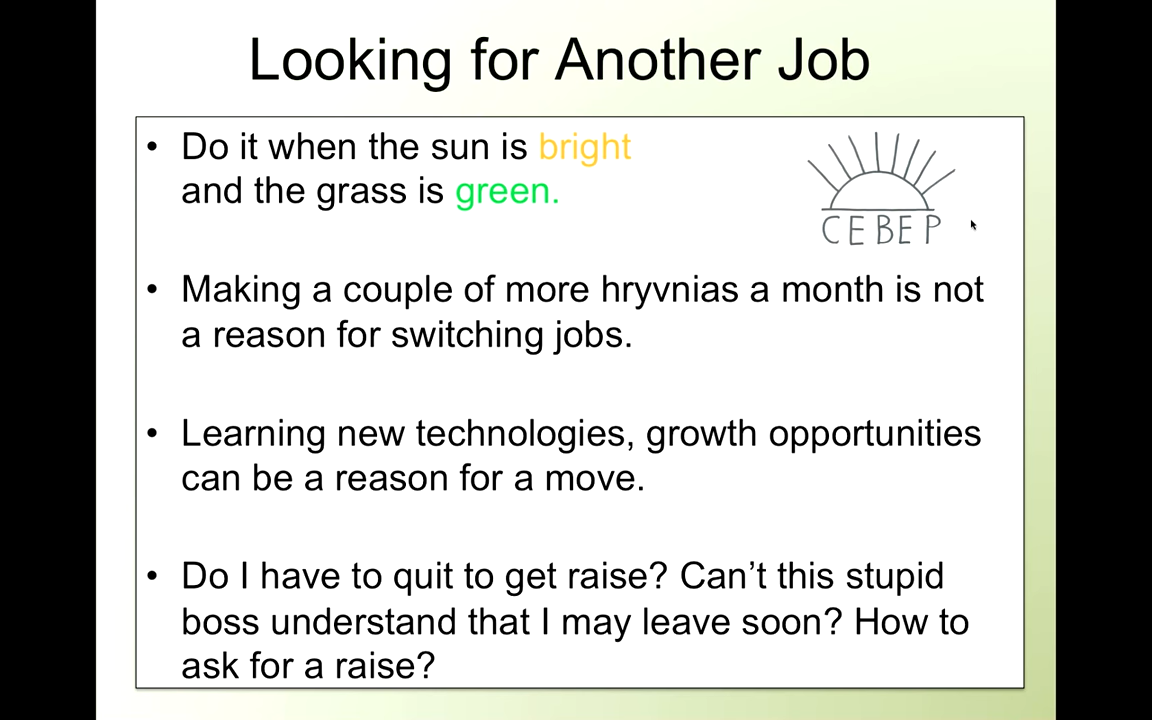 Looking for Another Job
• Do it when the sun is bright
and the grass is green.
СЕВЕР
• Making a couple of more hryvnias a month is not
a reason for switching jobs.
• Learning new technologies, growth opportunities
can be a reason for a move.
• Do I have to quit to get raise? Can’t this stupid
boss understand that I may leave soon? How to
ask for a raise?